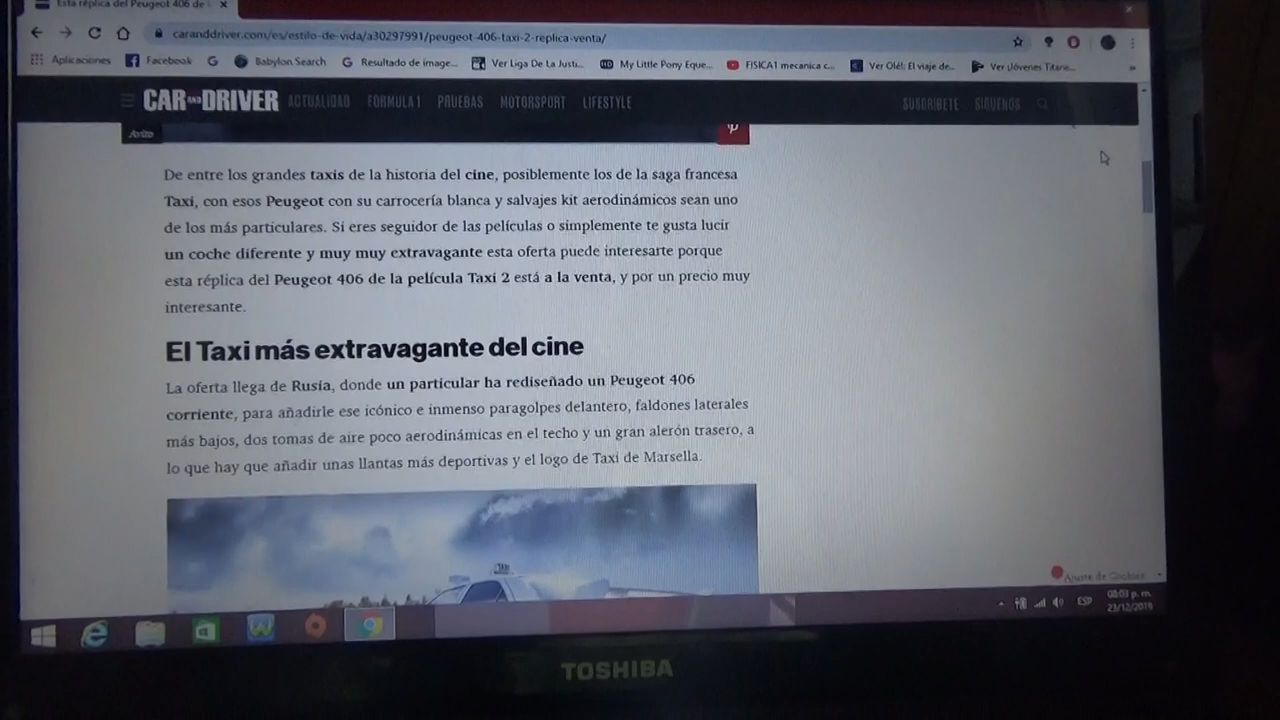 Esta réplica del Peugeot 406 de
caranddriver.com/es/estilo-de-vida/a30297991/peugeot-406-taxi-2-replica-venta/
Aplicaciones Facebook Babylon Search Resultado de image... Ver Liga De La Justi... My Little Pony Eque... FISICA1 mecanica c... Ver ¡Olé!: El viaje de... Ver ¡Jóvenes Titane... »
CAR AND DRIVER ACTUALIDAD FÓRMULA 1 PRUEBAS MOTORSPORT LIFESTYLE SUSCRÍBETE SÍGUENOS
Avito
De entre los grandes taxis de la historia del cine, posiblemente los de la saga francesa
Taxi, con esos Peugeot con su carrocería blanca y salvajes kit aerodinámicos sean uno
de los más particulares. Si eres seguidor de las películas o simplemente te gusta lucir
un coche diferente y muy muy extravagante esta oferta puede interesarte porque
esta réplica del Peugeot 406 de la película Taxi 2 está a la venta, y por un precio muy
interesante.
El Taxi más extravagante del cine
La oferta llega de Rusia, donde un particular ha rediseñado un Peugeot 406
corriente, para añadirle ese icónico e inmenso paragolpes delantero, faldones laterales
más bajos, dos tomas de aire poco aerodinámicas en el techo y un gran alerón trasero, a
lo que hay que añadir unas llantas más deportivas y el logo de Taxi de Marsella.
TAXI
Ajuste de Cookies
ESP
08:03 p. m.
23/12/2019
TOSHIBA